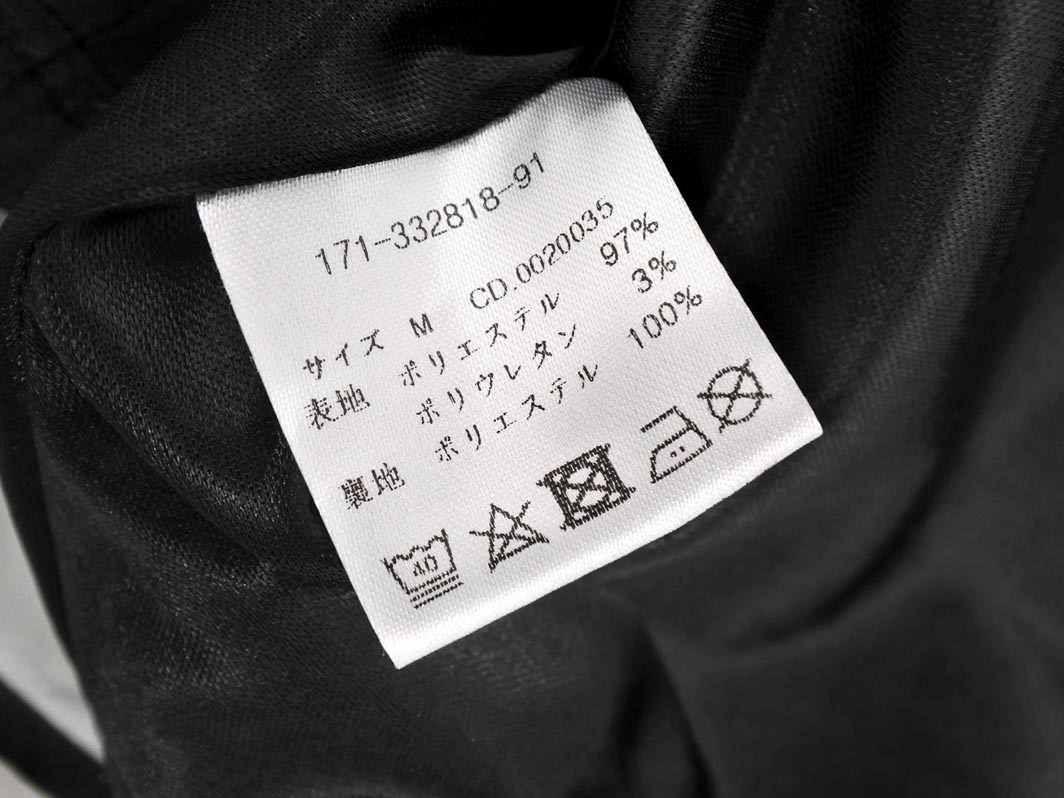 171-332818-91
サイズ M CD.0020035
表地 ポリエステル 97%
ポリウレタン 3%
裏地 ポリエステル 100%
40